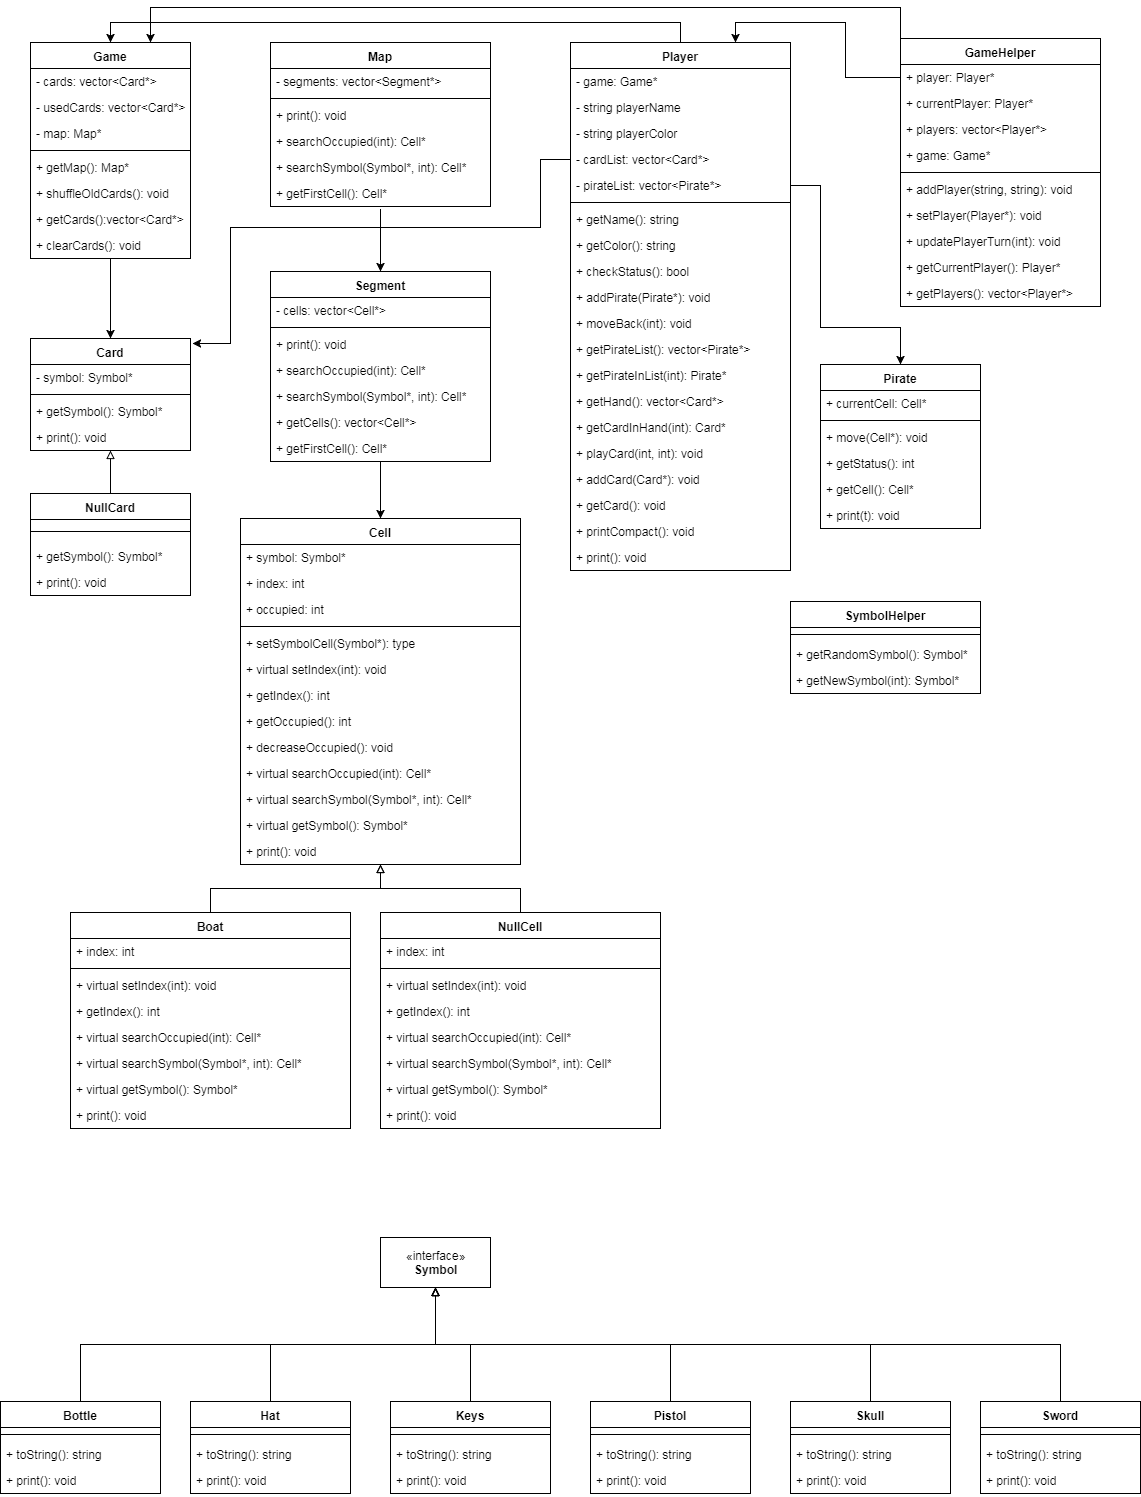 Game
- cards: vector<Card*>
- usedCards: vector<Card*>
- map: Map*
+ getMap(): Map*
+ shuffleOldCards(): void
+ getCards():vector<Card*>
+ clearCards(): void
Map
- segments: vector<Segment*>
+ print(): void
+ searchOccupied(int): Cell*
+ searchSymbol(Symbol*, int): Cell*
+ getFirstCell(): Cell*
Player
- game: Game*
- string playerName
- string playerColor
- cardList: vector<Card*>
- pirateList: vector<Pirate*>
+ getName(): string
+ getColor(): string
+ checkStatus(): bool
+ addPirate(Pirate*): void
+ moveBack(int): void
+ getPirateList(): vector<Pirate*>
+ getPirateInList(int): Pirate*
+ getHand(): vector<Card*>
+ getCardInHand(int): Card*
+ playCard(int, int): void
+ addCard(Card*): void
+ getCard(): void
+ printCompact(): void
+ print(): void
GameHelper
+ player: Player*
+ currentPlayer: Player*
+ players: vector<Player*>
+ game: Game*
+ addPlayer(string, string): void
+ setPlayer(Player*): void
+ updatePlayerTurn(int): void
+ getCurrentPlayer(): Player*
+ getPlayers(): vector<Player*>
Segment
- cells: vector<Cell*>
+ print(): void
+ searchOccupied(int): Cell*
+ searchSymbol(Symbol*, int): Cell*
+ getCells(): vector<Cell*>
+ getFirstCell(): Cell*
Card
- symbol: Symbol*
+ getSymbol(): Symbol*
+ print(): void
Pirate
+ currentCell: Cell*
+ move(Cell*): void
+ getStatus(): int
+ getCell(): Cell*
+ print(t): void
NullCard
+ getSymbol(): Symbol*
+ print(): void
Cell
+ symbol: Symbol*
+ index: int
+ occupied: int
+ setSymbolCell(Symbol*): type
+ virtual setIndex(int): void
+ getIndex(): int
+ getOccupied(): int
+ decreaseOccupied(): void
+ virtual searchOccupied(int): Cell*
+ virtual searchSymbol(Symbol*, int): Cell*
+ virtual getSymbol(): Symbol*
+ print(): void
SymbolHelper
+ getRandomSymbol(): Symbol*
+ getNewSymbol(int): Symbol*
Boat
+ index: int
+ virtual setIndex(int): void
+ getIndex(): int
+ virtual searchOccupied(int): Cell*
+ virtual searchSymbol(Symbol*, int): Cell*
+ virtual getSymbol(): Symbol*
+ print(): void
NullCell
+ index: int
+ virtual setIndex(int): void
+ getIndex(): int
+ virtual searchOccupied(int): Cell*
+ virtual searchSymbol(Symbol*, int): Cell*
+ virtual getSymbol(): Symbol*
+ print(): void
«interface»
Symbol
Bottle
+ toString(): string
+ print(): void
Hat
+ toString(): string
+ print(): void
Keys
+ toString(): string
+ print(): void
Pistol
+ toString(): string
+ print(): void
Skull
+ toString(): string
+ print(): void
Sword
+ toString(): string
+ print(): void